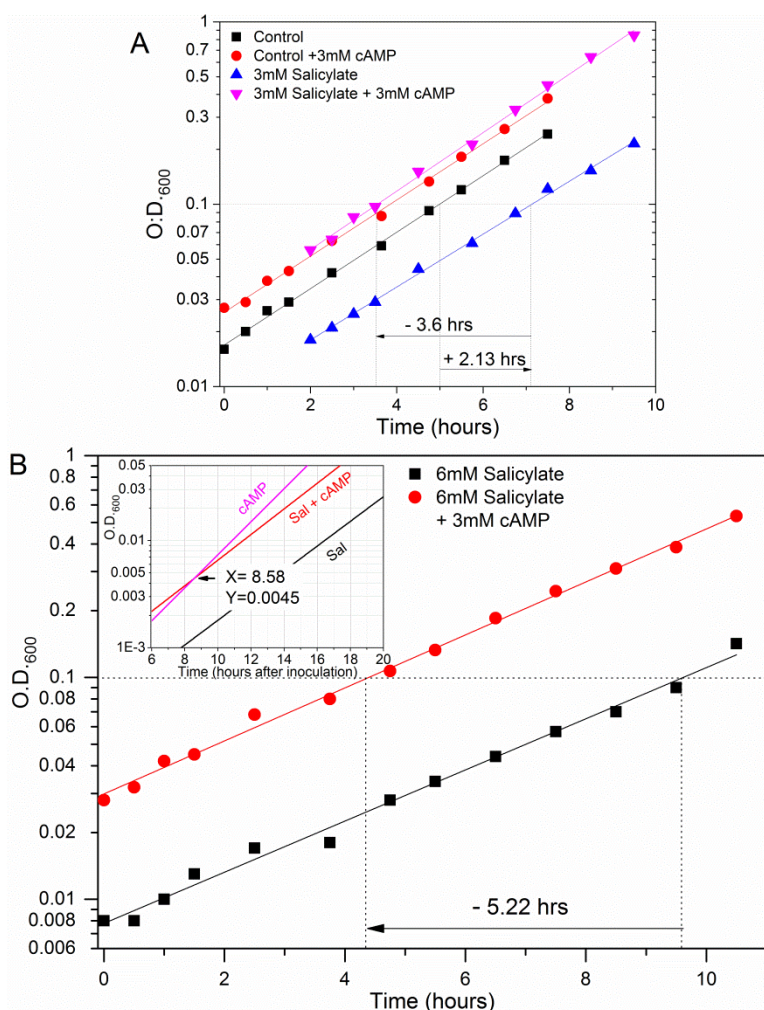 A
Control
Control +3mM cAMP
3mM Salicylate
3mM Salicylate + 3mM cAMP
1
0.7
0.5
0.3
0.1
0.07
0.05
0.03
0.01
O:D.600
- 3.6 hrs
+ 2.13 hrs
0 2 4 6 8 10
Time (hours)
B
6mM Salicylate
6mM Salicylate
+ 3mM cAMP
1
0.8
0.6
0.4
0.2
0.1
0.08
0.06
0.04
0.02
0.01
0.008
0.006
O.D.600
0.05
0.03
0.01
0.005
0.003
1E-3
O.D.600
cAMP
Sal + cAMP
Sal
X= 8.58
Y=0.0045
6 8 10 12 14 16 18 20
Time (hours after inoculation)
- 5.22 hrs
0 2 4 6 8 10
Time (hours)